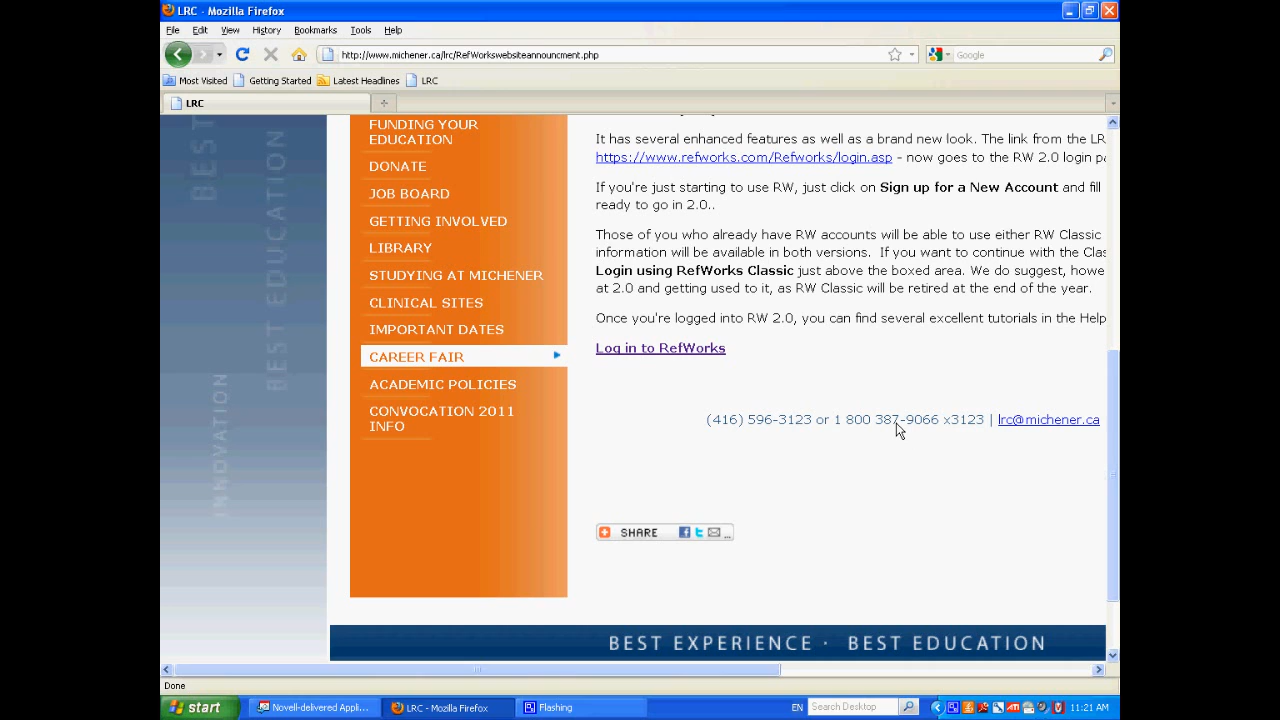 LRC - Mozilla Firefox
File Edit View History Bookmarks Tools Help
http://www.michener.ca/lrc/RefWorkswebsiteannouncment.php
Google
Most Visited Getting Started Latest Headlines LRC
LRC
BEST
BEST EDUCATION
INNOVATION
FUNDING YOUR
EDUCATION
DONATE
JOB BOARD
GETTING INVOLVED
LIBRARY
STUDYING AT MICHENER
CLINICAL SITES
IMPORTANT DATES
CAREER FAIR
ACADEMIC POLICIES
CONVOCATION 2011
INFO
It has several enhanced features as well as a brand new look. The link from the LR
https://www.refworks.com/Refworks/login.asp - now goes to the RW 2.0 login pa
If you're just starting to use RW, just click on Sign up for a New Account and fill
ready to go in 2.0..
Those of you who already have RW accounts will be able to use either RW Classic
information will be available in both versions. If you want to continue with the Clas
Login using RefWorks Classic just above the boxed area. We do suggest, howe
at 2.0 and getting used to it, as RW Classic will be retired at the end of the year.
Once you're logged into RW 2.0, you can find several excellent tutorials in the Help
Log in to RefWorks
(416) 596-3123 or 1 800 387-9066 x3123 | lrc@michener.ca
SHARE ...
BEST EXPERIENCE · BEST EDUCATION
Done
start Novell-delivered Appli... LRC - Mozilla Firefox Flashing EN Search Desktop 11:21 AM